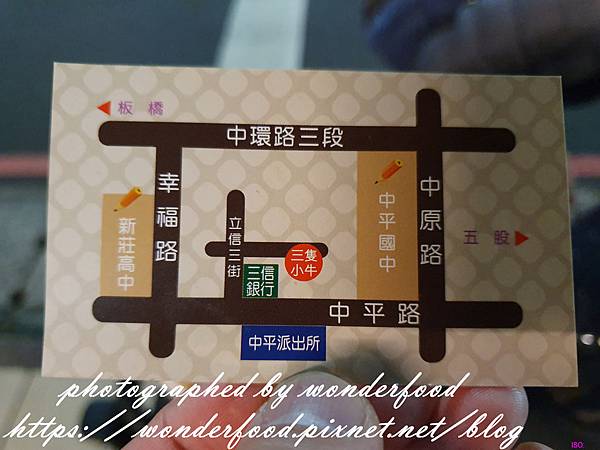 板橋
中環路三段
幸福路
新莊高中
立信三街
三信
銀行
三隻
小牛
中平國中
中原路
五股
中平路
中平派出所
photographed by wonderfood
https://wonderfood.pixnet.net/blog
180: